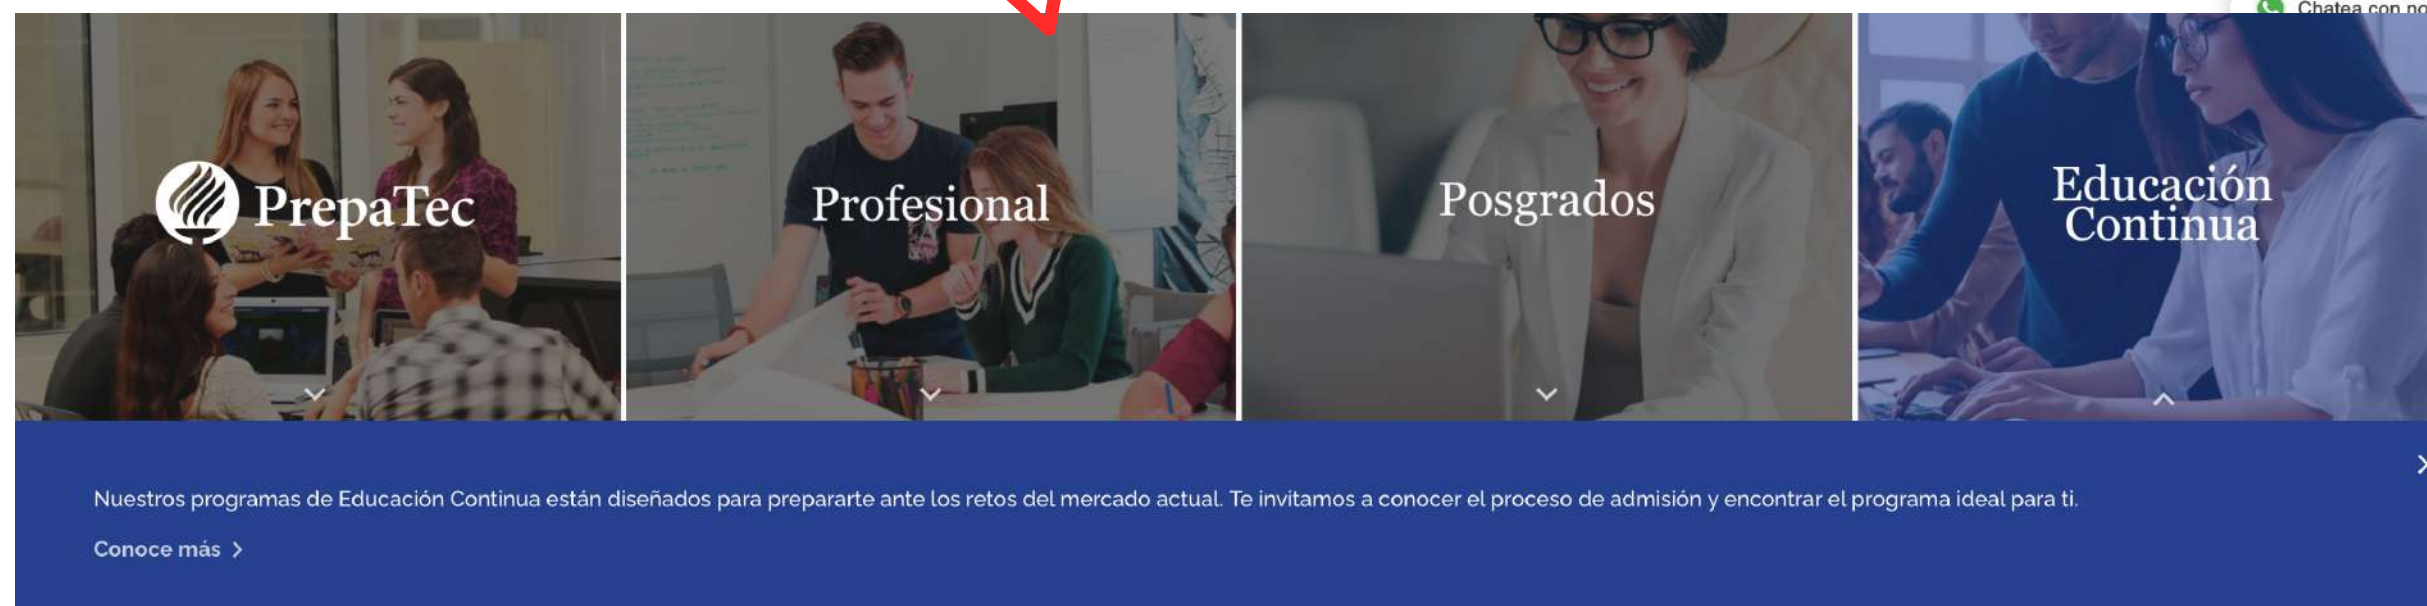 Chatea con no
PrepaTec
Profesional
Posgrados
Educación
Continua
Nuestros programas de Educación Continua están diseñados para prepararte ante los retos del mercado actual. Te invitamos a conocer el proceso de admisión y encontrar el programa ideal para ti.
Conoce más >